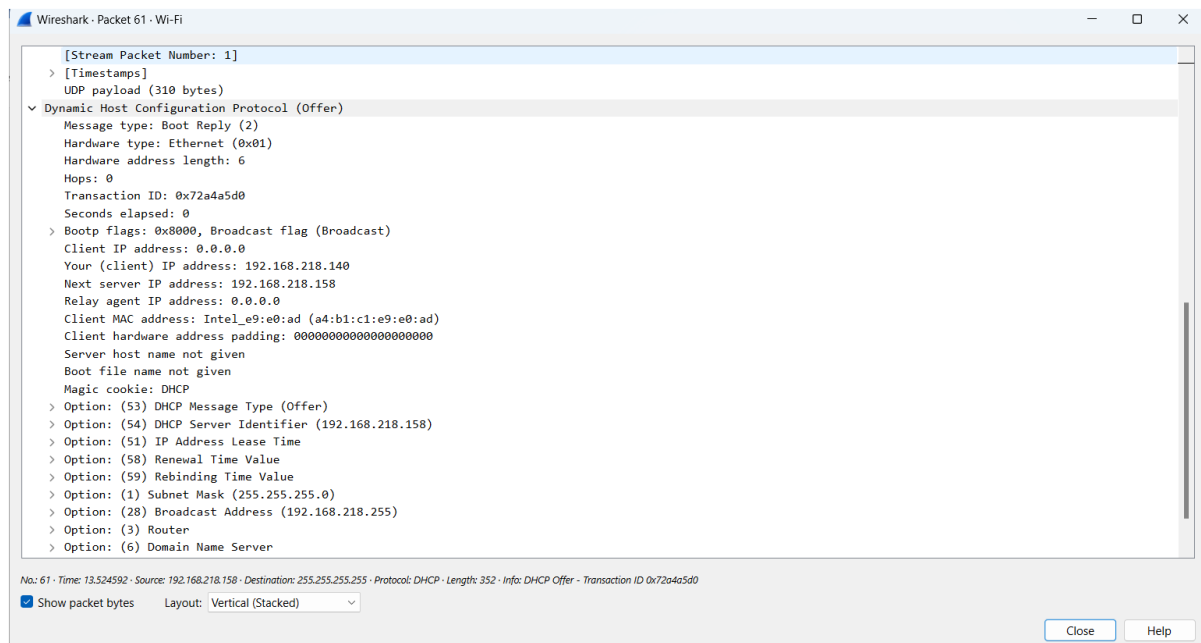 Wireshark · Packet 61 · Wi-Fi
[Stream Packet Number: 1]
[Timestamps]
UDP payload (310 bytes)
Dynamic Host Configuration Protocol (Offer)
Message type: Boot Reply (2)
Hardware type: Ethernet (0x01)
Hardware address length: 6
Hops: 0
Transaction ID: 0x72a4a5d0
Seconds elapsed: 0
Bootp flags: 0x8000, Broadcast flag (Broadcast)
Client IP address: 0.0.0.0
Your (client) IP address: 192.168.218.140
Next server IP address: 192.168.218.158
Relay agent IP address: 0.0.0.0
Client MAC address: Intel_e9:e0:ad (a4:b1:c1:e9:e0:ad)
Client hardware address padding: 00000000000000000000
Server host name not given
Boot file name not given
Magic cookie: DHCP
Option: (53) DHCP Message Type (Offer)
Option: (54) DHCP Server Identifier (192.168.218.158)
Option: (51) IP Address Lease Time
Option: (58) Renewal Time Value
Option: (59) Rebinding Time Value
Option: (1) Subnet Mask (255.255.255.0)
Option: (28) Broadcast Address (192.168.218.255)
Option: (3) Router
Option: (6) Domain Name Server
No.: 61 · Time: 13.524592 · Source: 192.168.218.158 · Destination: 255.255.255.255 · Protocol: DHCP · Length: 352 · Info: DHCP Offer - Transaction ID 0x72a4a5d0
Show packet bytes Layout: Vertical (Stacked)
Close Help